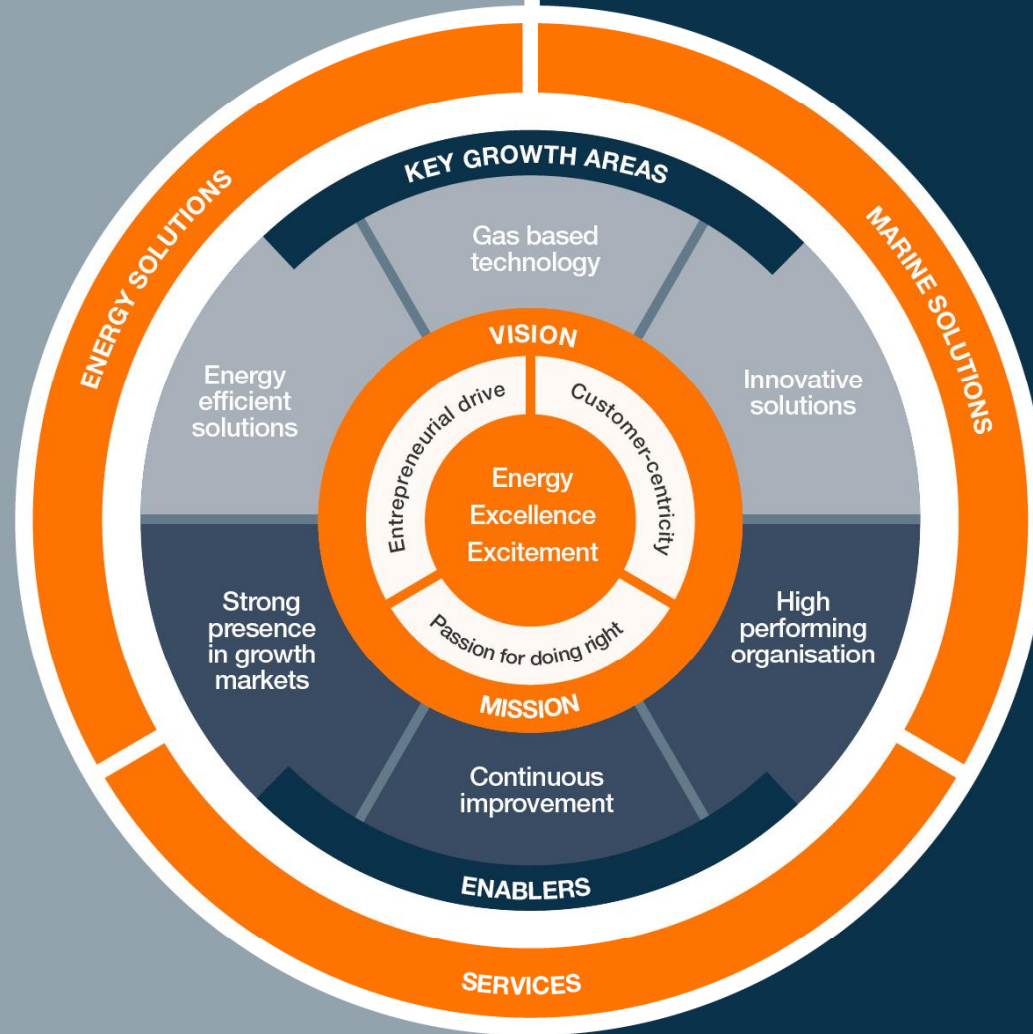 ENERGY SOLUTIONS
MARINE SOLUTIONS
KEY GROWTH AREAS
Gas based
technology
Energy
efficient
solutions
Innovative
solutions
VISION
Entrepreneurial drive
Customer-centricity
Energy
Excellence
Excitement
Passion for doing right
MISSION
Strong
presence
in growth
markets
High
performing
organisation
Continuous
improvement
ENABLERS
SERVICES